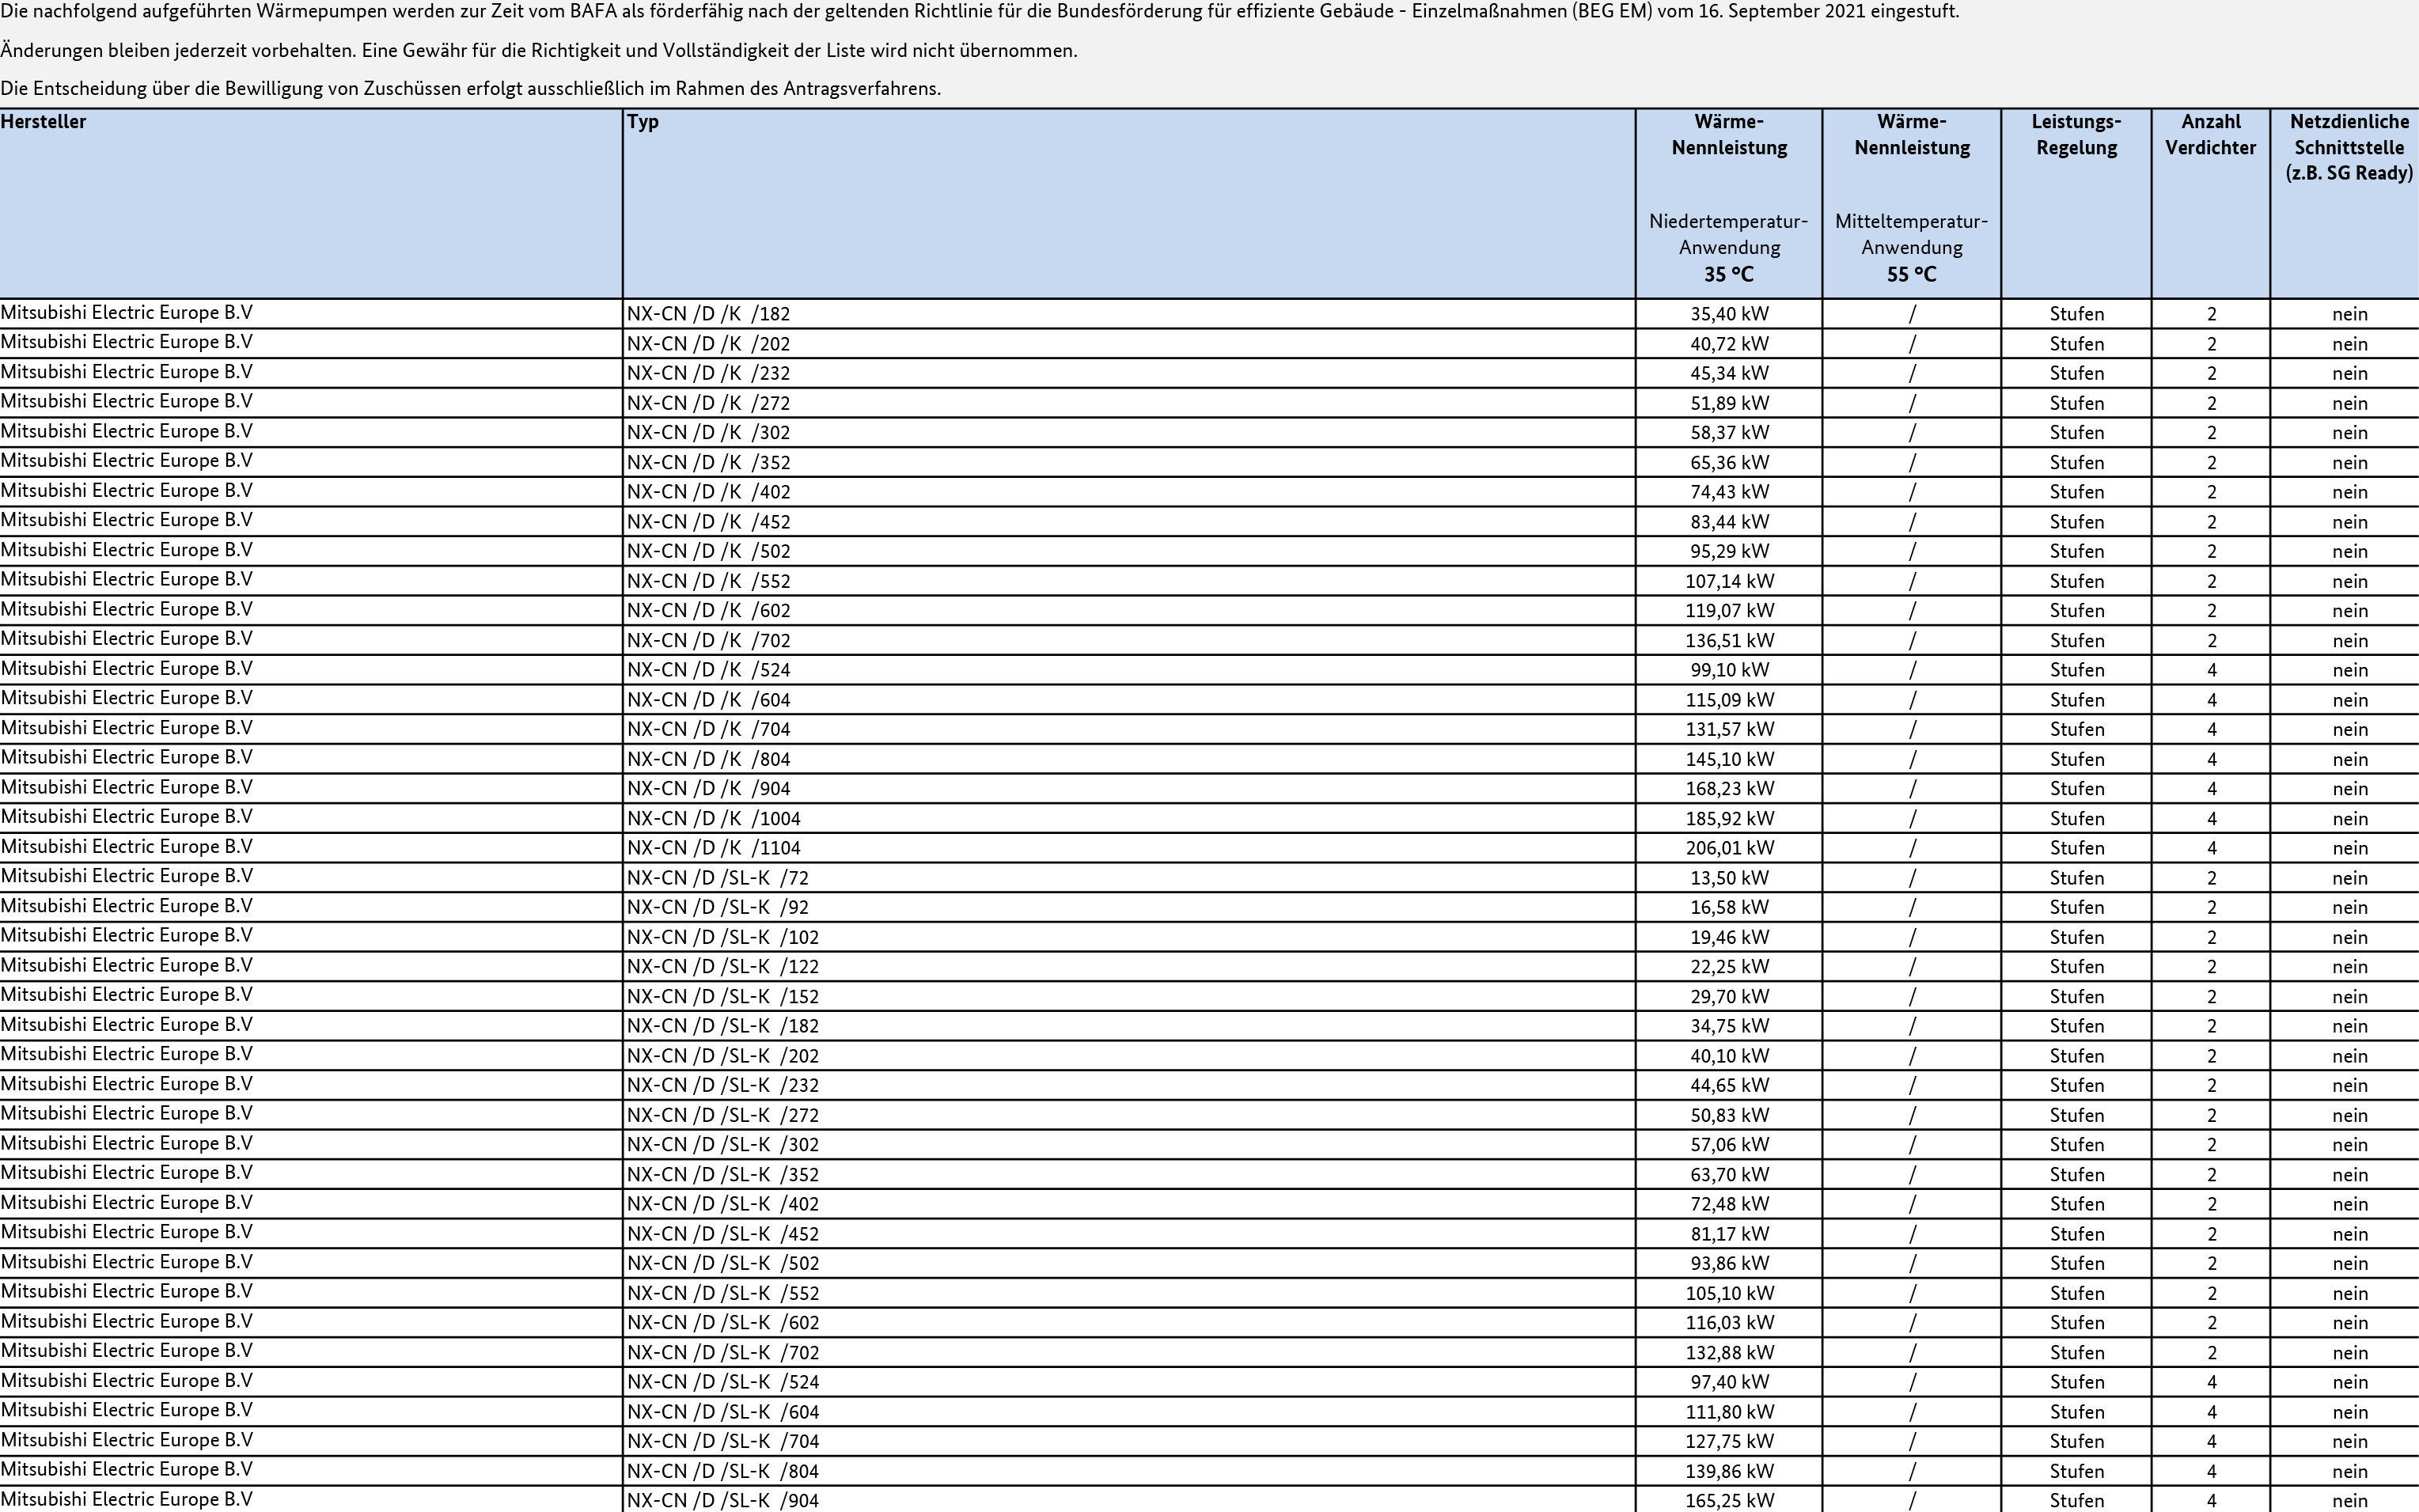 Die nachfolgend aufgeführten Wärmepumpen werden zur Zeit vom BAFA als förderfähig nach der geltenden Richtlinie für die Bundesförderung für effiziente Gebäude - Einzelmaßnahmen (BEG EM) vom 16. September 2021 eingestuft.
Änderungen bleiben jederzeit vorbehalten. Eine Gewähr für die Richtigkeit und Vollständigkeit der Liste wird nicht übernommen.
Die Entscheidung über die Bewilligung von Zuschüssen erfolgt ausschließlich im Rahmen des Antragsverfahrens.
Hersteller Typ Wärme- Wärme- Leistungs- Anzahl Netzdienliche
Nennleistung Nennleistung Regelung Verdichter Schnittstelle
(z.B. SG Ready)
Niedertemperatur- Mitteltemperatur-
Anwendung Anwendung
35 °C 55 °C
Mitsubishi Electric Europe B.V NX-CN /D /K /182 35,40 kW / Stufen 2 nein
Mitsubishi Electric Europe B.V NX-CN /D /K /202 40,72 kW / Stufen 2 nein
Mitsubishi Electric Europe B.V NX-CN /D /K /232 45,34 kW / Stufen 2 nein
Mitsubishi Electric Europe B.V NX-CN /D /K /272 51,89 kW / Stufen 2 nein
Mitsubishi Electric Europe B.V NX-CN /D /K /302 58,37 kW / Stufen 2 nein
Mitsubishi Electric Europe B.V NX-CN /D /K /352 65,36 kW / Stufen 2 nein
Mitsubishi Electric Europe B.V NX-CN /D /K /402 74,43 kW / Stufen 2 nein
Mitsubishi Electric Europe B.V NX-CN /D /K /452 83,44 kW / Stufen 2 nein
Mitsubishi Electric Europe B.V NX-CN /D /K /502 95,29 kW / Stufen 2 nein
Mitsubishi Electric Europe B.V NX-CN /D /K /552 107,14 kW / Stufen 2 nein
Mitsubishi Electric Europe B.V NX-CN /D /K /602 119,07 kW / Stufen 2 nein
Mitsubishi Electric Europe B.V NX-CN /D /K /702 136,51 kW / Stufen 2 nein
Mitsubishi Electric Europe B.V NX-CN /D /K /524 99,10 kW / Stufen 4 nein
Mitsubishi Electric Europe B.V NX-CN /D /K /604 115,09 kW / Stufen 4 nein
Mitsubishi Electric Europe B.V NX-CN /D /K /704 131,57 kW / Stufen 4 nein
Mitsubishi Electric Europe B.V NX-CN /D /K /804 145,10 kW / Stufen 4 nein
Mitsubishi Electric Europe B.V NX-CN /D /K /904 168,23 kW / Stufen 4 nein
Mitsubishi Electric Europe B.V NX-CN /D /K /1004 185,92 kW / Stufen 4 nein
Mitsubishi Electric Europe B.V NX-CN /D /K /1104 206,01 kW / Stufen 4 nein
Mitsubishi Electric Europe B.V NX-CN /D /SL-K /72 13,50 kW / Stufen 2 nein
Mitsubishi Electric Europe B.V NX-CN /D /SL-K /92 16,58 kW / Stufen 2 nein
Mitsubishi Electric Europe B.V NX-CN /D /SL-K /102 19,46 kW / Stufen 2 nein
Mitsubishi Electric Europe B.V NX-CN /D /SL-K /122 22,25 kW / Stufen 2 nein
Mitsubishi Electric Europe B.V NX-CN /D /SL-K /152 29,70 kW / Stufen 2 nein
Mitsubishi Electric Europe B.V NX-CN /D /SL-K /182 34,75 kW / Stufen 2 nein
Mitsubishi Electric Europe B.V NX-CN /D /SL-K /202 40,10 kW / Stufen 2 nein
Mitsubishi Electric Europe B.V NX-CN /D /SL-K /232 44,65 kW / Stufen 2 nein
Mitsubishi Electric Europe B.V NX-CN /D /SL-K /272 50,83 kW / Stufen 2 nein
Mitsubishi Electric Europe B.V NX-CN /D /SL-K /302 57,06 kW / Stufen 2 nein
Mitsubishi Electric Europe B.V NX-CN /D /SL-K /352 63,70 kW / Stufen 2 nein
Mitsubishi Electric Europe B.V NX-CN /D /SL-K /402 72,48 kW / Stufen 2 nein
Mitsubishi Electric Europe B.V NX-CN /D /SL-K /452 81,17 kW / Stufen 2 nein
Mitsubishi Electric Europe B.V NX-CN /D /SL-K /502 93,86 kW / Stufen 2 nein
Mitsubishi Electric Europe B.V NX-CN /D /SL-K /552 105,10 kW / Stufen 2 nein
Mitsubishi Electric Europe B.V NX-CN /D /SL-K /602 116,03 kW / Stufen 2 nein
Mitsubishi Electric Europe B.V NX-CN /D /SL-K /702 132,88 kW / Stufen 2 nein
Mitsubishi Electric Europe B.V NX-CN /D /SL-K /524 97,40 kW / Stufen 4 nein
Mitsubishi Electric Europe B.V NX-CN /D /SL-K /604 111,80 kW / Stufen 4 nein
Mitsubishi Electric Europe B.V NX-CN /D /SL-K /704 127,75 kW / Stufen 4 nein
Mitsubishi Electric Europe B.V NX-CN /D /SL-K /804 139,86 kW / Stufen 4 nein
Mitsubishi Electric Europe B.V NX-CN /D /SL-K /904 165,25 kW / Stufen 4 nein